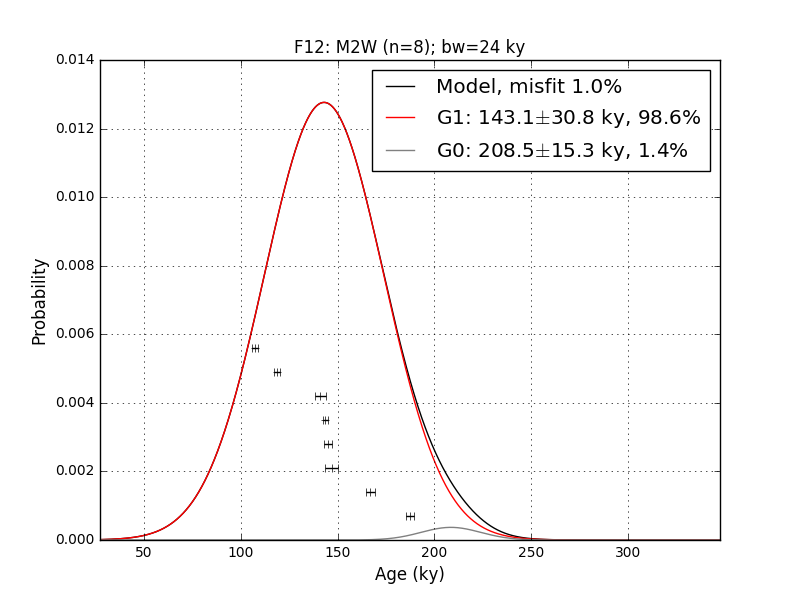 F12: M2W (n=8); bw=24 ky
0.014
0.012
0.010
0.008
0.006
0.004
0.002
0.000
Probability
Model, misfit 1.0%
G1: 143.1±30.8 ky, 98.6%
G0: 208.5±15.3 ky, 1.4%
50 100 150 200 250 300
Age (ky)